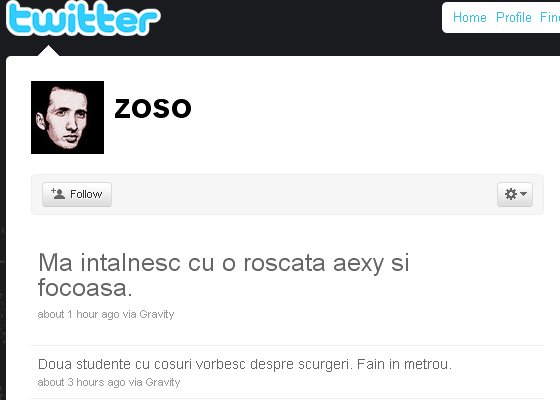 twitter
Home Profile
zoso
Follow
Ma intalnesc cu o roscata aexy si
focoasa.
about 1 hour ago via Gravity
Doua studente cu cosuri vorbesc despre scurgeri. Fain in metrou.
about 3 hours ago via Gravity